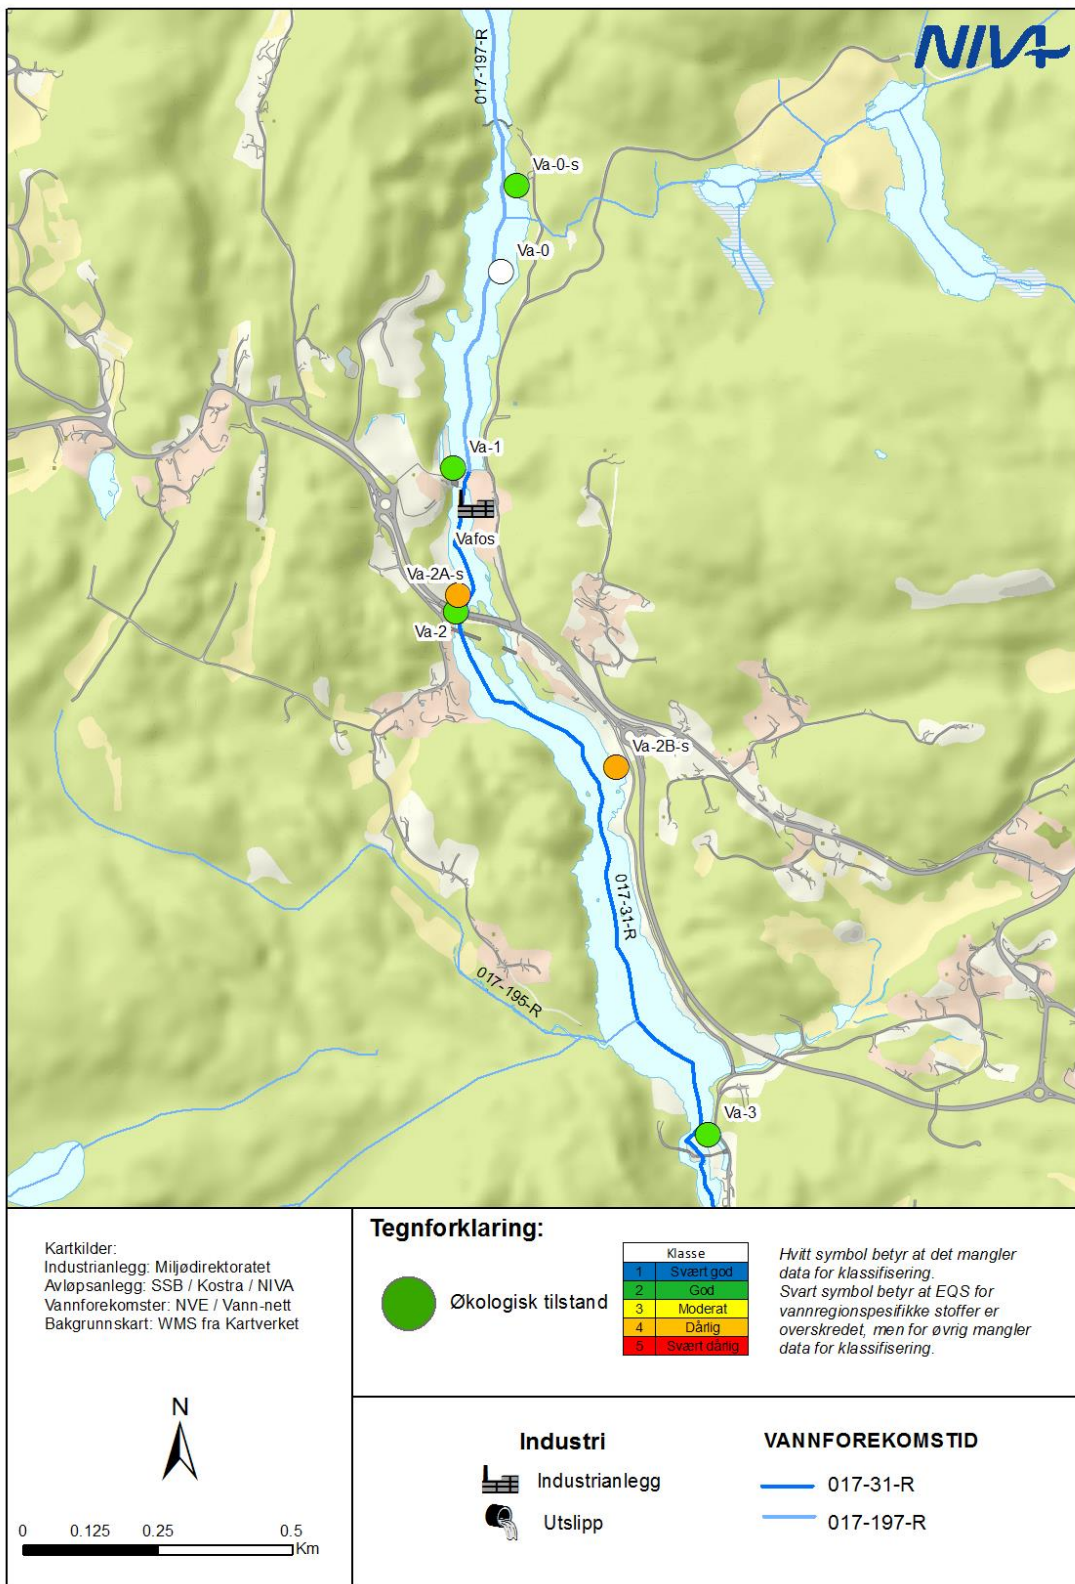 NIVA
017-197-R
Va-0-s
Va-0
Va-1
Vafos
Va-2A-s
Va-2
Va-2B-s
017-31-R
017-195-R
Va-3
Kartkilder:
Industrianlegg: Miljødirektoratet
Avløpsanlegg: SSB / Kostra / NIVA
Vannforekomster: NVE / Vann-nett
Bakgrunnskart: WMS fra Kartverket
N
0 0.125 0.25 0.5
Km
Tegnforklaring:
Økologisk tilstand
Klasse
1 Svært god
2 God
3 Moderat
4 Dårlig
5 Svært dårlig
Hvitt symbol betyr at det mangler
data for klassifisering.
Svart symbol betyr at EQS for
vannregionspesifikke stoffer er
overskredet, men for øvrig mangler
data for klassifisering.
Industri
Industrianlegg
Utslipp
VANNFOREKOMSTID
017-31-R
017-197-R